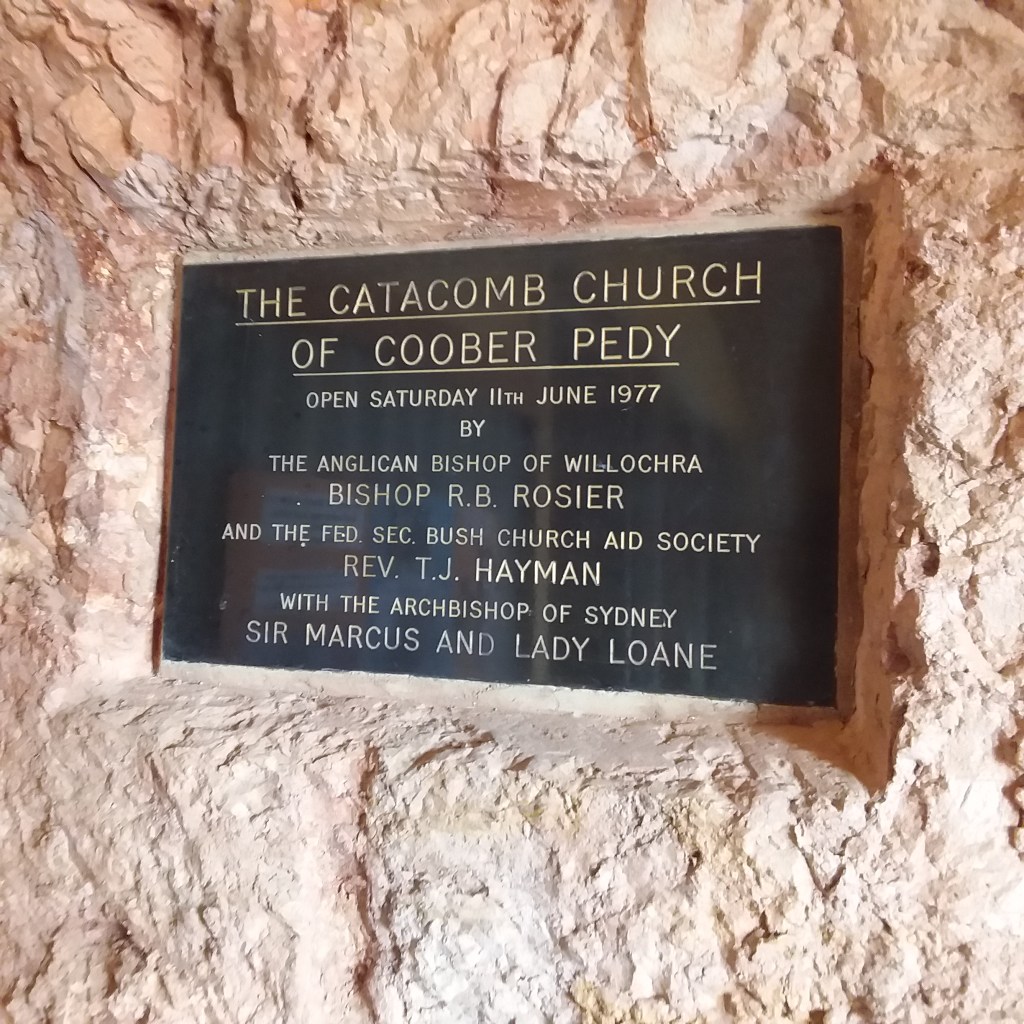 THE CATACOMB CHURCH
OF COOBER PEDY
OPEN SATURDAY 11TH JUNE 1977
BY
THE ANGLICAN BISHOP OF WILLOCHRA
BISHOP R.B. ROSIER
AND THE FED. SEC. BUSH CHURCH AID SOCIETY
REV. T.J. HAYMAN
WITH THE ARCHBISHOP OF SYDNEY
SIR MARCUS AND LADY LOANE